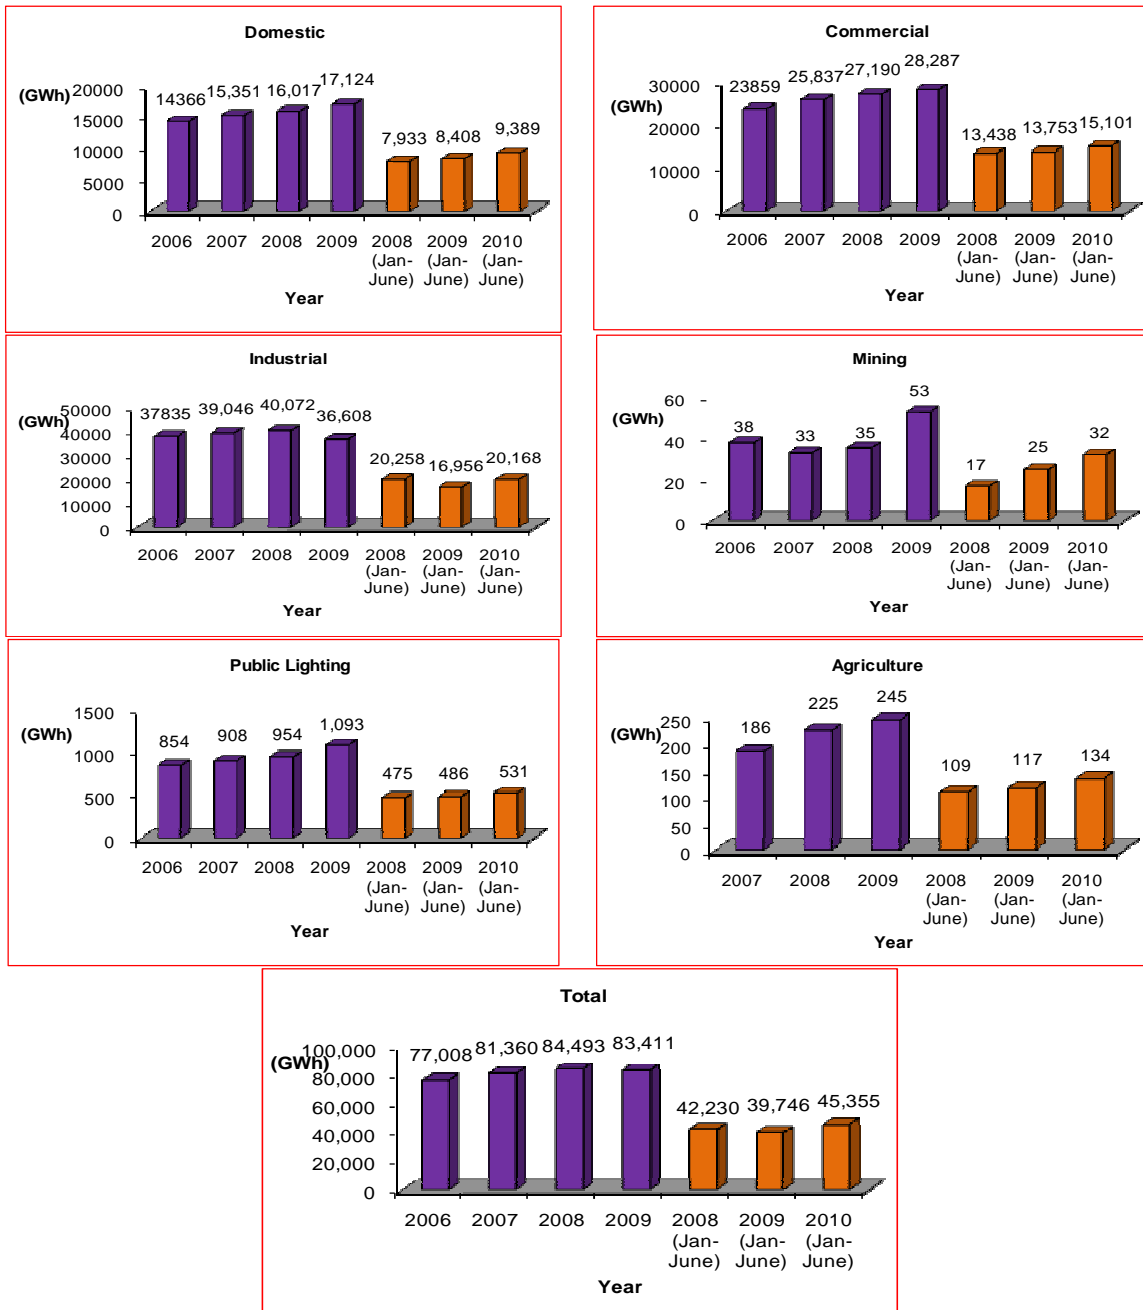 Domestic
(GWh)
20000
15000
10000
5000
0
14366
15,351
16,017
17,124
7,933
8,408
9,389
2006 2007 2008 2009 2008 2009 2010
(Jan- (Jan- (Jan-
June) June) June)
Year
Commercial
(GWh)
30000
20000
10000
0
23859
25,837
27,190
28,287
13,438
13,753
15,101
2006 2007 2008 2009 2008 2009 2010
(Jan- (Jan- (Jan-
June) June) June)
Year
Industrial
(GWh)
50000
40000
30000
20000
10000
0
37835
39,046
40,072
36,608
20,258
16,956
20,168
2006 2007 2008 2009 2008 2009 2010
(Jan- (Jan- (Jan-
June) June) June)
Year
Mining
(GWh)
60
40
20
0
38
33
35
53
17
25
32
2006 2007 2008 2009 2008 2009 2010
(Jan- (Jan- (Jan-
June) June) June)
Year
Public Lighting
(GWh)
1500
1000
500
0
854
908
954
1,093
475
486
531
2006 2007 2008 2009 2008 2009 2010
(Jan- (Jan- (Jan-
June) June) June)
Year
Agriculture
(GWh)
250
200
150
100
50
0
186
225
245
109
117
134
2007 2008 2009 2008 2009 2010
(Jan- (Jan- (Jan-
June) June) June)
Year
Total
(GWh)
100,000
80,000
60,000
40,000
20,000
0
77,008
81,360
84,493
83,411
42,230
39,746
45,355
2006 2007 2008 2009 2008 2009 2010
(Jan- (Jan- (Jan-
June) June) June)
Year